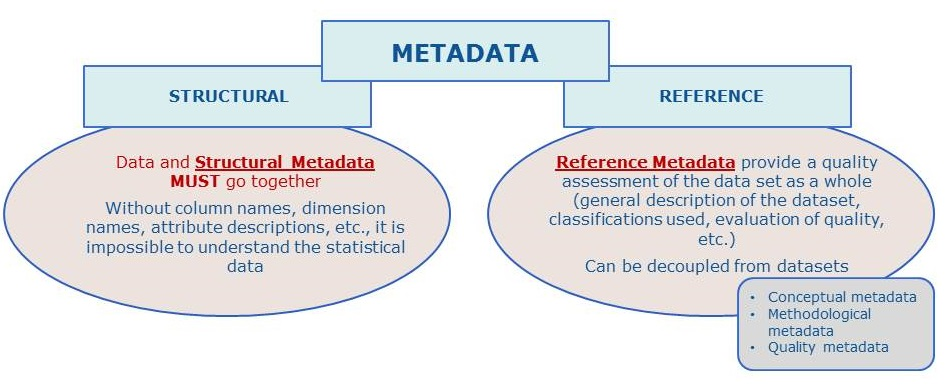 METADATA
STRUCTURAL
Data and Structural Metadata
MUST go together
Without column names, dimension
names, attribute descriptions, etc., it is
impossible to understand the statistical
data
REFERENCE
Reference Metadata provide a quality
assessment of the data set as a whole
(general description of the dataset,
classifications used, evaluation of quality,
etc.)
Can be decoupled from datasets
• Conceptual metadata
• Methodological
metadata
• Quality metadata